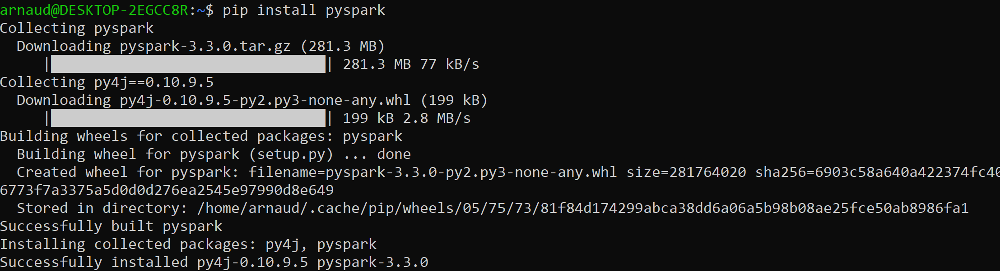 arnaud@DESKTOP-2EGCC8R:~$ pip install pyspark
Collecting pyspark
  Downloading pyspark-3.3.0.tar.gz (281.3 MB)
     |████████████████████████████████| 281.3 MB 77 kB/s
Collecting py4j==0.10.9.5
  Downloading py4j-0.10.9.5-py2.py3-none-any.whl (199 kB)
     |████████████████████████████████| 199 kB 2.8 MB/s
Building wheels for collected packages: pyspark
  Building wheel for pyspark (setup.py) ... done
  Created wheel for pyspark: filename=pyspark-3.3.0-py2.py3-none-any.whl size=281764020 sha256=6903c58a640a422374fc40
6773f7a3375a5d0d0d276ea2545e97990d8e649
  Stored in directory: /home/arnaud/.cache/pip/wheels/05/75/73/81f84d174299abca38dd6a06a5b98b08ae25fce50ab8986fa1
Successfully built pyspark
Installing collected packages: py4j, pyspark
Successfully installed py4j-0.10.9.5 pyspark-3.3.0